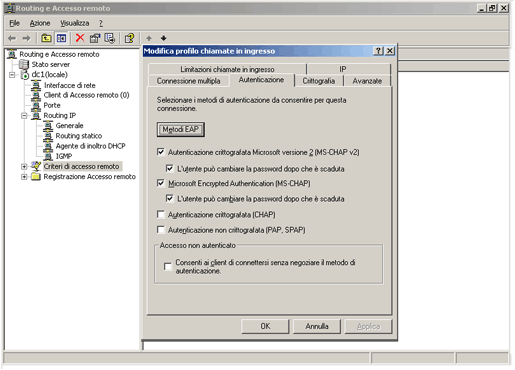 Routing e Accesso remoto
File Azione Visualizza ?
Routing e Accesso remoto
Stato server
dc1(locale)
Interfacce di rete
Client di Accesso remoto (0)
Porte
Routing IP
Generale
Routing statico
Agente di inoltro DHCP
IGMP
Criteri di accesso remoto
Registrazione Accesso remoto
Modifica profilo chiamate in ingresso
Limitazioni chiamate in ingresso IP
Connessione multipla Autenticazione Crittografia Avanzate
Selezionare i metodi di autenticazione da consentire per questa
connessione.
Metodi EAP
Autenticazione crittografata Microsoft versione 2 (MS-CHAP v2)
L'utente può cambiare la password dopo che è scaduta
Microsoft Encrypted Authentication (MS-CHAP)
L'utente può cambiare la password dopo che è scaduta
Autenticazione crittografata (CHAP)
Autenticazione non crittografata (PAP, SPAP)
Accesso non autenticato
Consenti ai client di connettersi senza negoziare il metodo di
autenticazione.
OK Annulla Applica